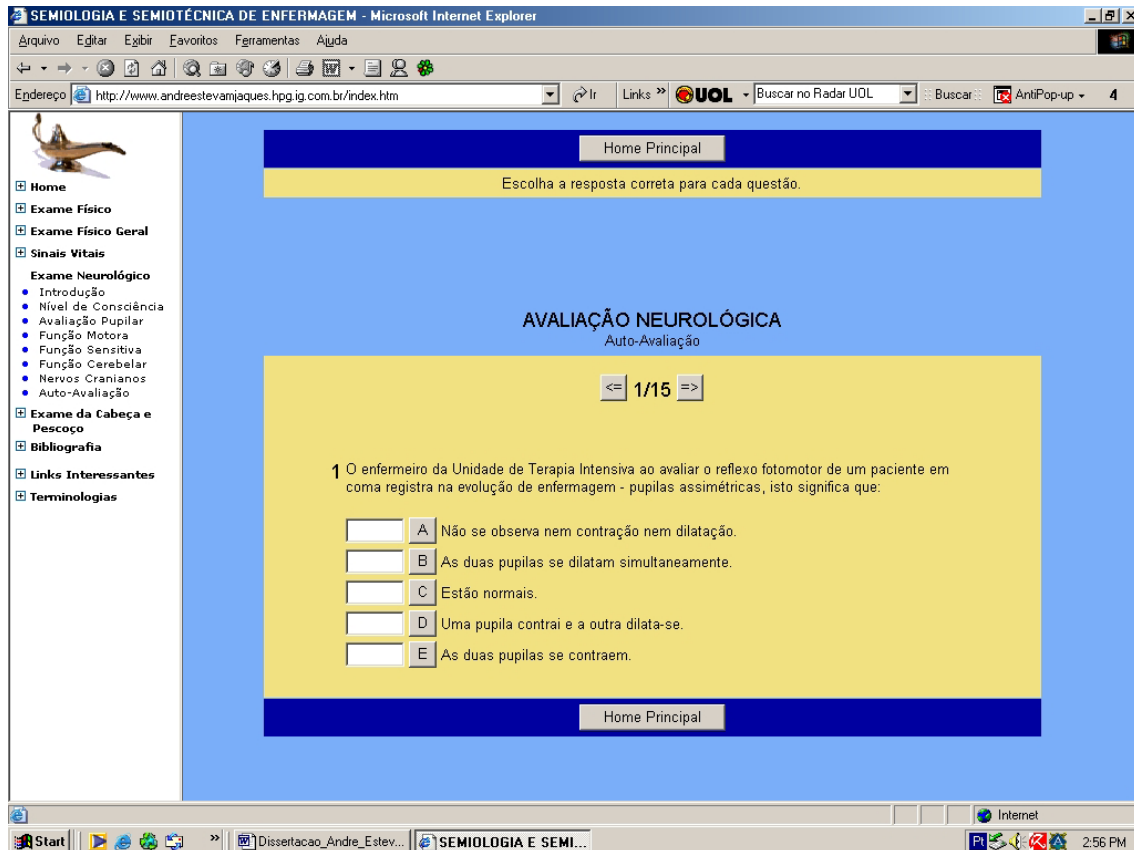 SEMIOLOGIA E SEMIOTÉCNICA DE ENFERMAGEM - Microsoft Internet Explorer
Arquivo Editar Exibir Favoritos Ferramentas Ajuda
Endereço http://www.andreestevamjaques.hpg.ig.com.br/index.htm Ir Links » UOL Buscar no Radar UOL Buscar AntiPop-up 4
Home
Exame Físico
Exame Físico Geral
Sinais Vitais
Exame Neurológico
Introdução
Nível de Consciência
Avaliação Pupilar
Função Motora
Função Sensitiva
Função Cerebelar
Nervos Cranianos
Auto-Avaliação
Exame da Cabeça e
Pescoço
Bibliografia
Links Interessantes
Terminologias
Home Principal
Escolha a resposta correta para cada questão.
AVALIAÇÃO NEUROLÓGICA
Auto-Avaliação
<= 1/15 =>
1 O enfermeiro da Unidade de Terapia Intensiva ao avaliar o reflexo fotomotor de um paciente em
coma registra na evolução de enfermagem - pupilas assimétricas, isto significa que:
A Não se observa nem contração nem dilatação.
B As duas pupilas se dilatam simultaneamente.
C Estão normais.
D Uma pupila contrai e a outra dilata-se.
E As duas pupilas se contraem.
Home Principal
Internet
Start » Dissertacao_Andre_Estev... SEMIOLOGIA E SEMI... Pt 2:56 PM